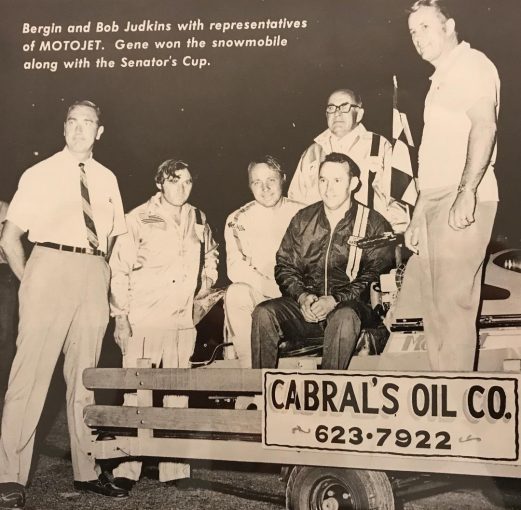 Bergin and Bob Judkins with representatives
of MOTOJET. Gene won the snowmobile
along with the Senator's Cup.
CABRAL'S OIL CO.
623·7922